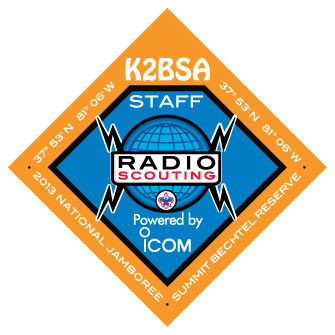 K2BSA
37° 53' N  81° 06' W
37° 53' N  81° 06' W
STAFF
RADIO
SCOUTING
Powered by
ICOM
2013 NATIONAL JAMBOREE
SUMMIT BECHTEL RESERVE